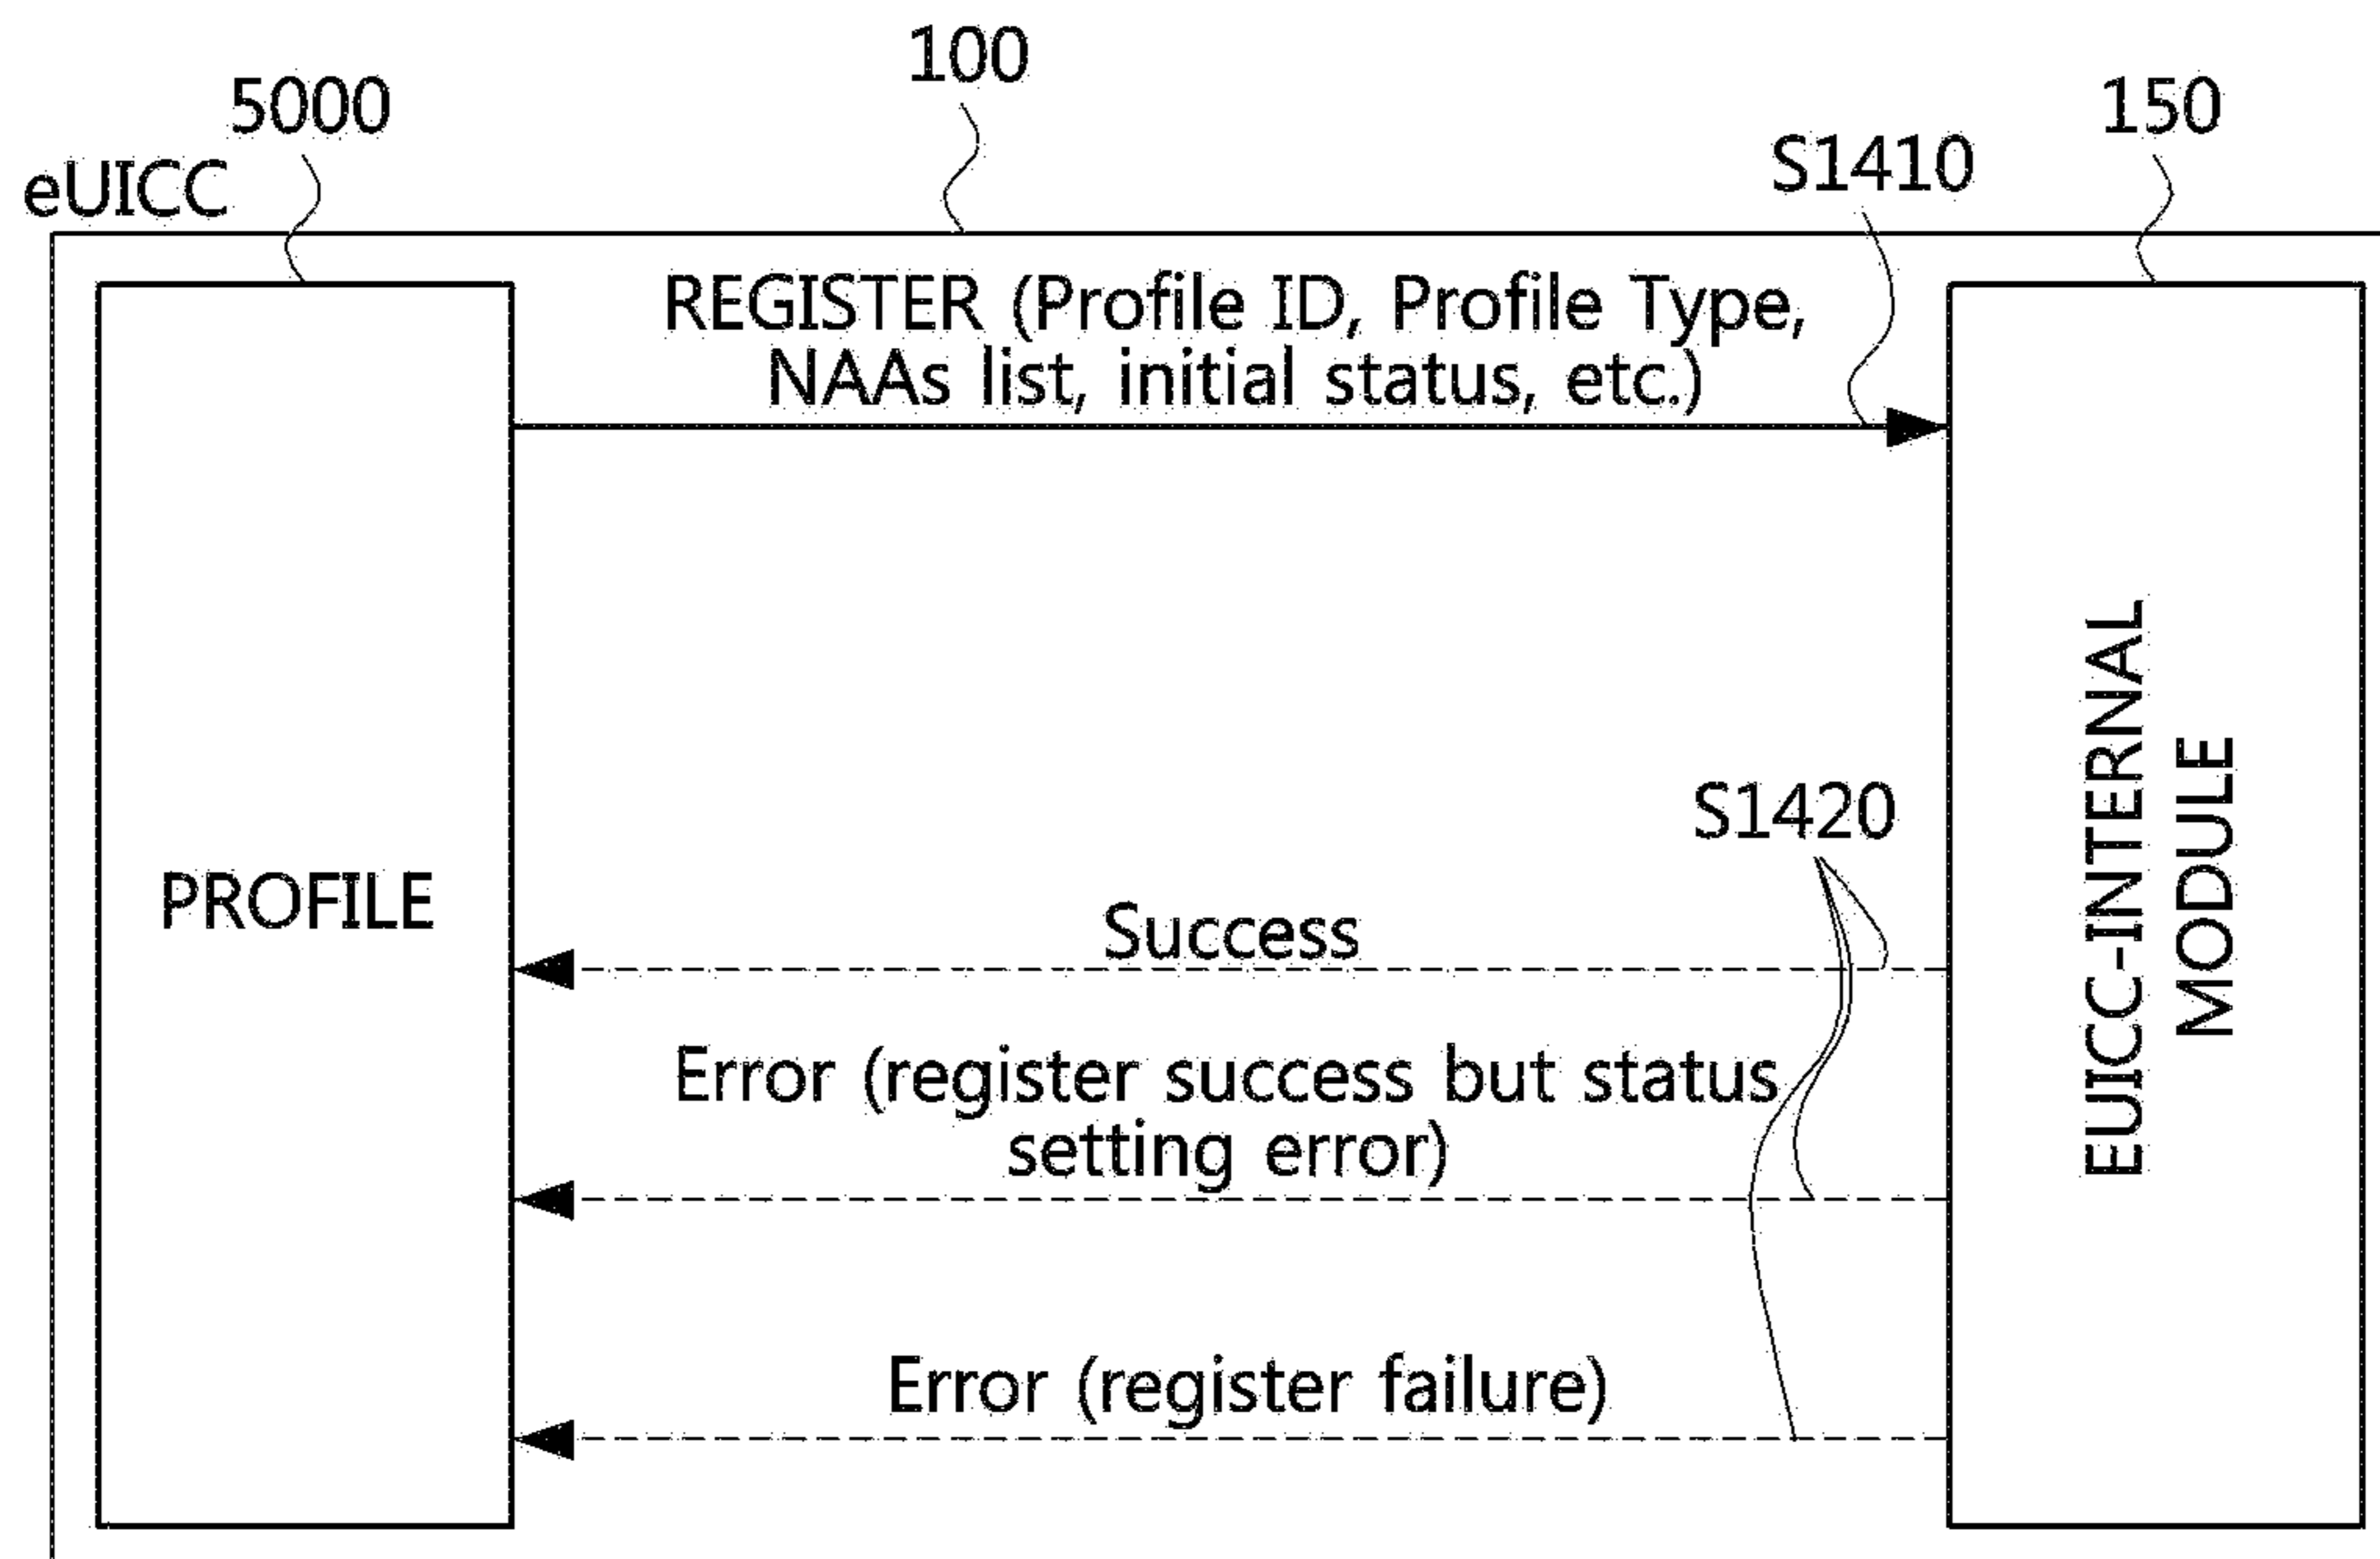 100
5000
150
S1410
eUICC
REGISTER (Profile ID, Profile Type,
NAAs list, initial status, etc.)
PROFILE
EUICC-INTERNAL
MODULE
S1420
Success
Error (register success but status
setting error)
Error (register failure)